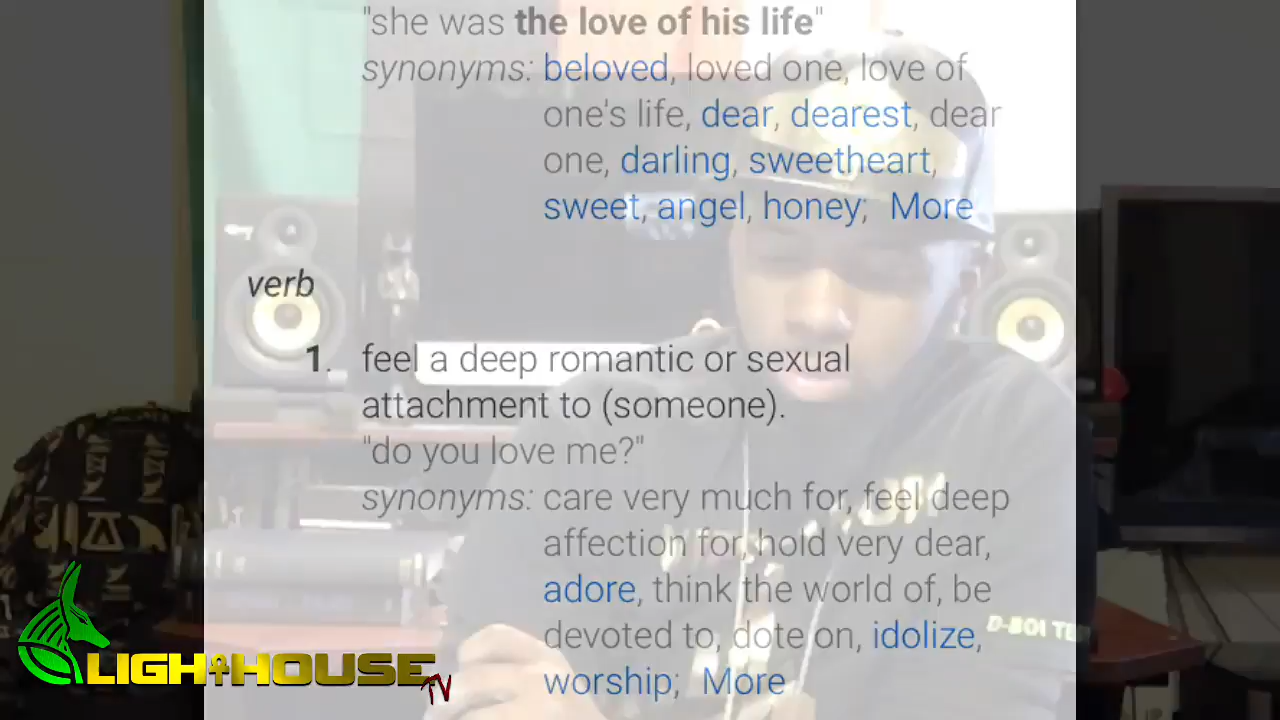 "she was the love of his life"
synonyms: beloved, loved one, love of
one's life, dear, dearest, dear
one, darling, sweetheart,
sweet, angel, honey; More
verb
1. feel a deep romantic or sexual
attachment to (someone).
"do you love me?"
synonyms: care very much for, feel deep
affection for, hold very dear,
adore, think the world of, be
devoted to, dote on, idolize,
worship; More
D-BOI
LIGH☥HOUSE
TV